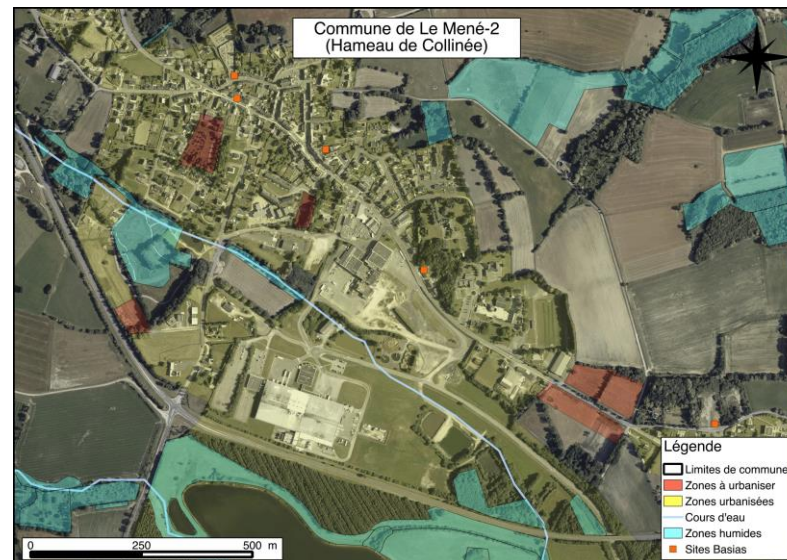 Commune de Le Mené-2
(Hameau de Collinée)
Légende
Limites de commune
Zones à urbaniser
Zones urbanisées
Cours d'eau
Zones humides
Sites Basias
0 250 500 m